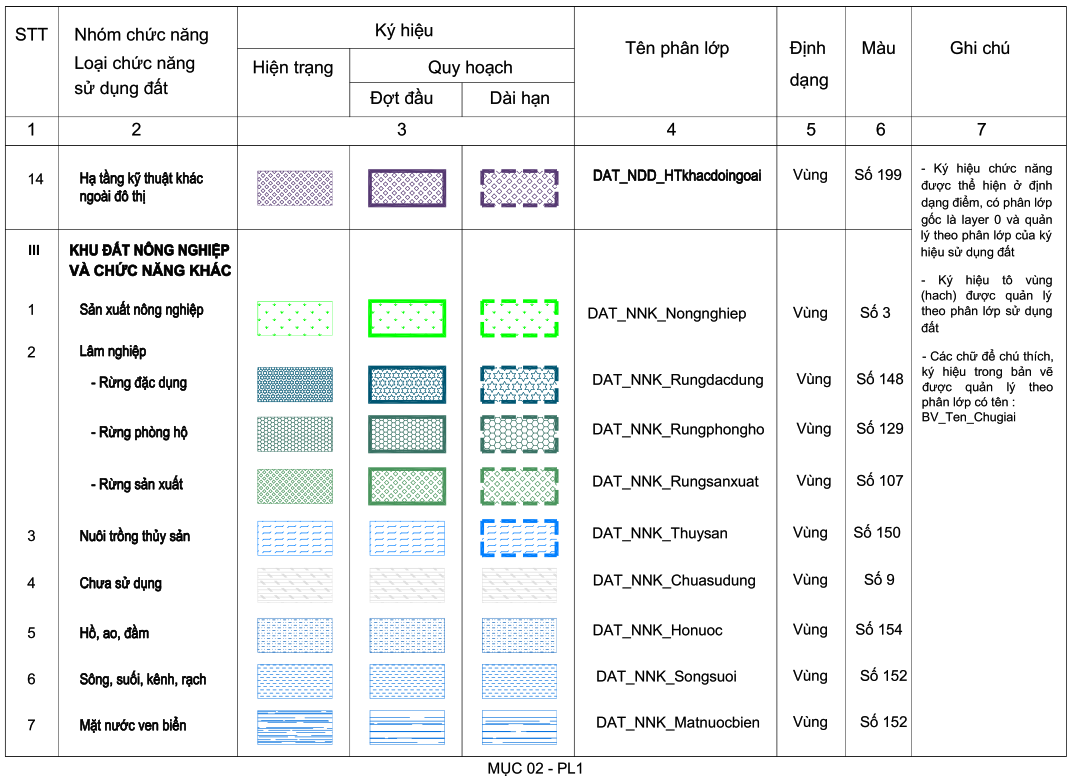 STT
Nhóm chức năng
Loại chức năng
sử dụng đất
Ký hiệu
Hiện trạng
Quy hoạch
Đợt đầu
Dài hạn
Tên phân lớp
Định
dạng
Màu
Ghi chú
1
2
3
4
5
6
7
14
Hạ tầng kỹ thuật khác
ngoài đô thị
DAT_NDD_HTkhacdoingoai
Vùng
Số 199
- Ký hiệu chức năng
được thể hiện ở định
dạng điểm, có phân lớp
gốc là layer 0 và quản
lý theo phân lớp của ký
hiệu sử dụng đất
III
KHU ĐẤT NÔNG NGHIỆP
VÀ CHỨC NĂNG KHÁC
- Ký hiệu tô vùng
(hach) được quản lý
theo phân lớp sử dụng
đất
1
Sản xuất nông nghiệp
DAT_NNK_Nongnghiep
Vùng
Số 3
2
Lâm nghiệp
- Các chữ để chú thích,
ký hiệu trong bản vẽ
được quản lý theo
phân lớp có tên :
BV_Ten_Chugiai
- Rừng đặc dụng
DAT_NNK_Rungdacdung
Vùng
Số 148
- Rừng phòng hộ
DAT_NNK_Rungphongho
Vùng
Số 129
- Rừng sản xuất
DAT_NNK_Rungsanxuat
Vùng
Số 107
3
Nuôi trồng thủy sản
DAT_NNK_Thuysan
Vùng
Số 150
4
Chưa sử dụng
DAT_NNK_Chuasudung
Vùng
Số 9
5
Hồ, ao, đầm
DAT_NNK_Honuoc
Vùng
Số 154
6
Sông, suối, kênh, rạch
DAT_NNK_Songsuoi
Vùng
Số 152
7
Mặt nước ven biển
DAT_NNK_Matnuocbien
Vùng
Số 152
MỤC 02 - PL1